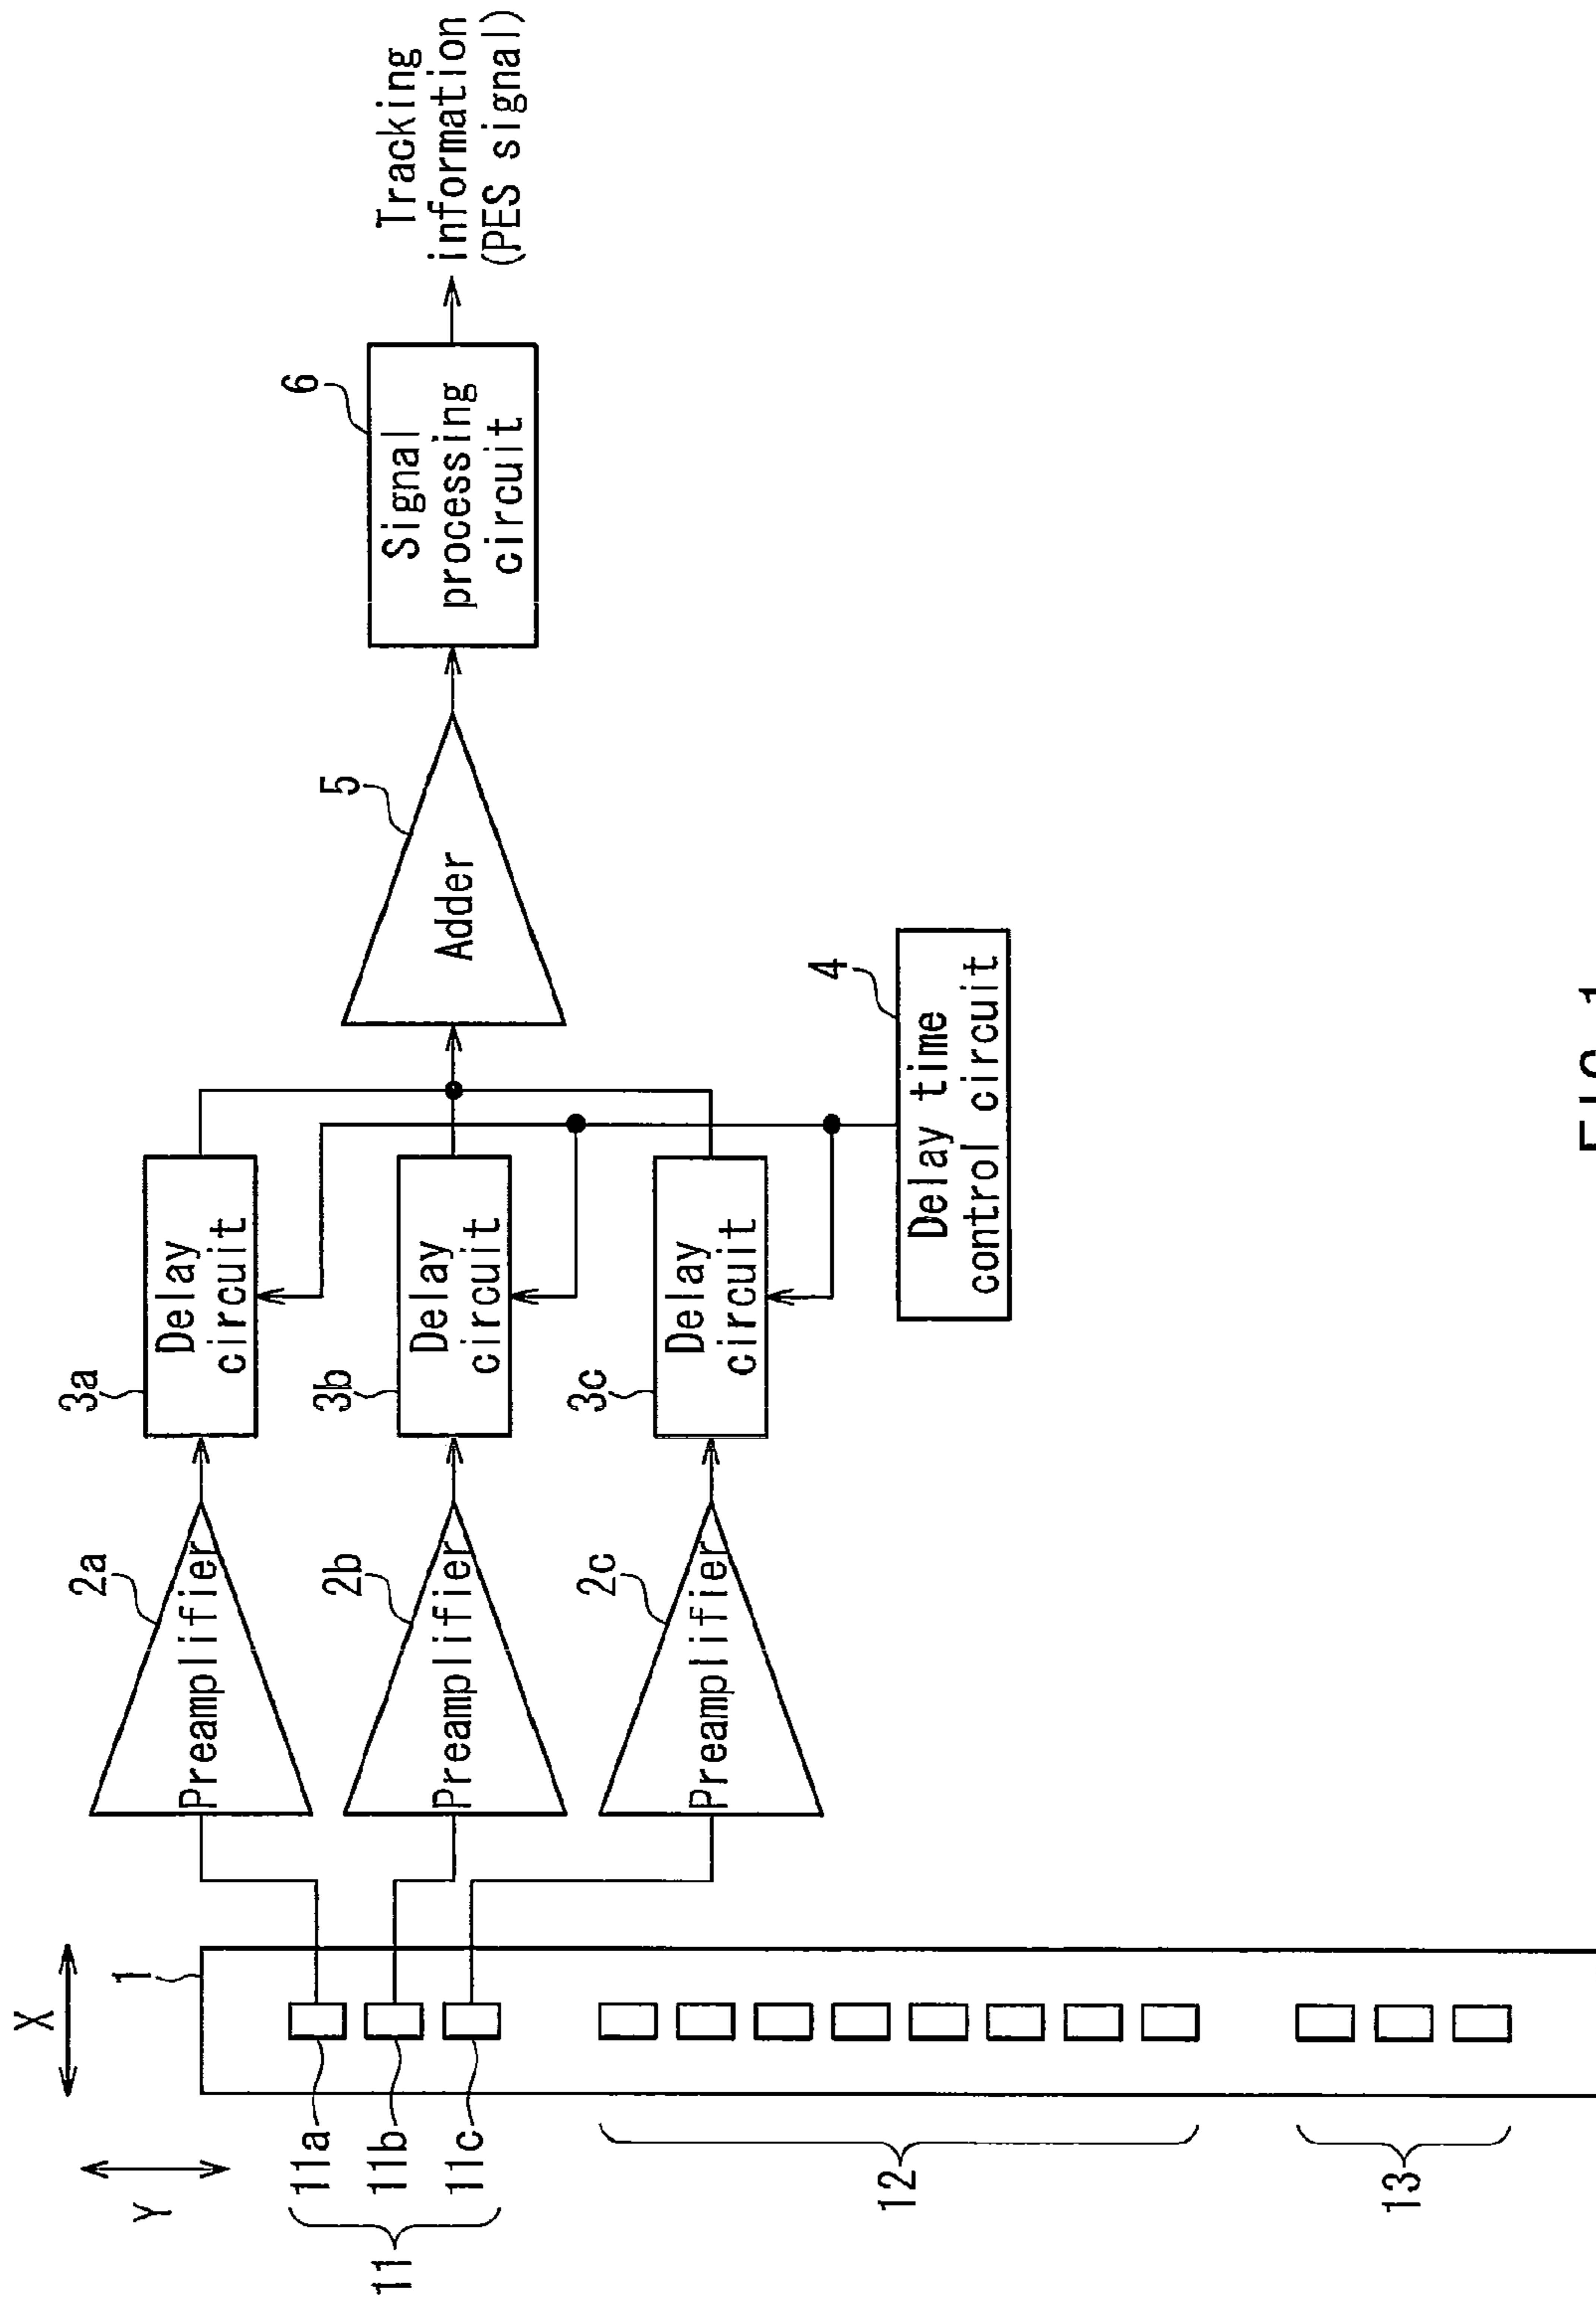 X
Y
1
11
11a
11b
11c
12
13
2a
Preamplifier
2b
Preamplifier
2c
Preamplifier
3a
Delay
circuit
3b
Delay
circuit
3c
Delay
circuit
4
Delay time
control circuit
5
Adder
6
Signal
processing
circuit
Tracking
information
(PES signal)